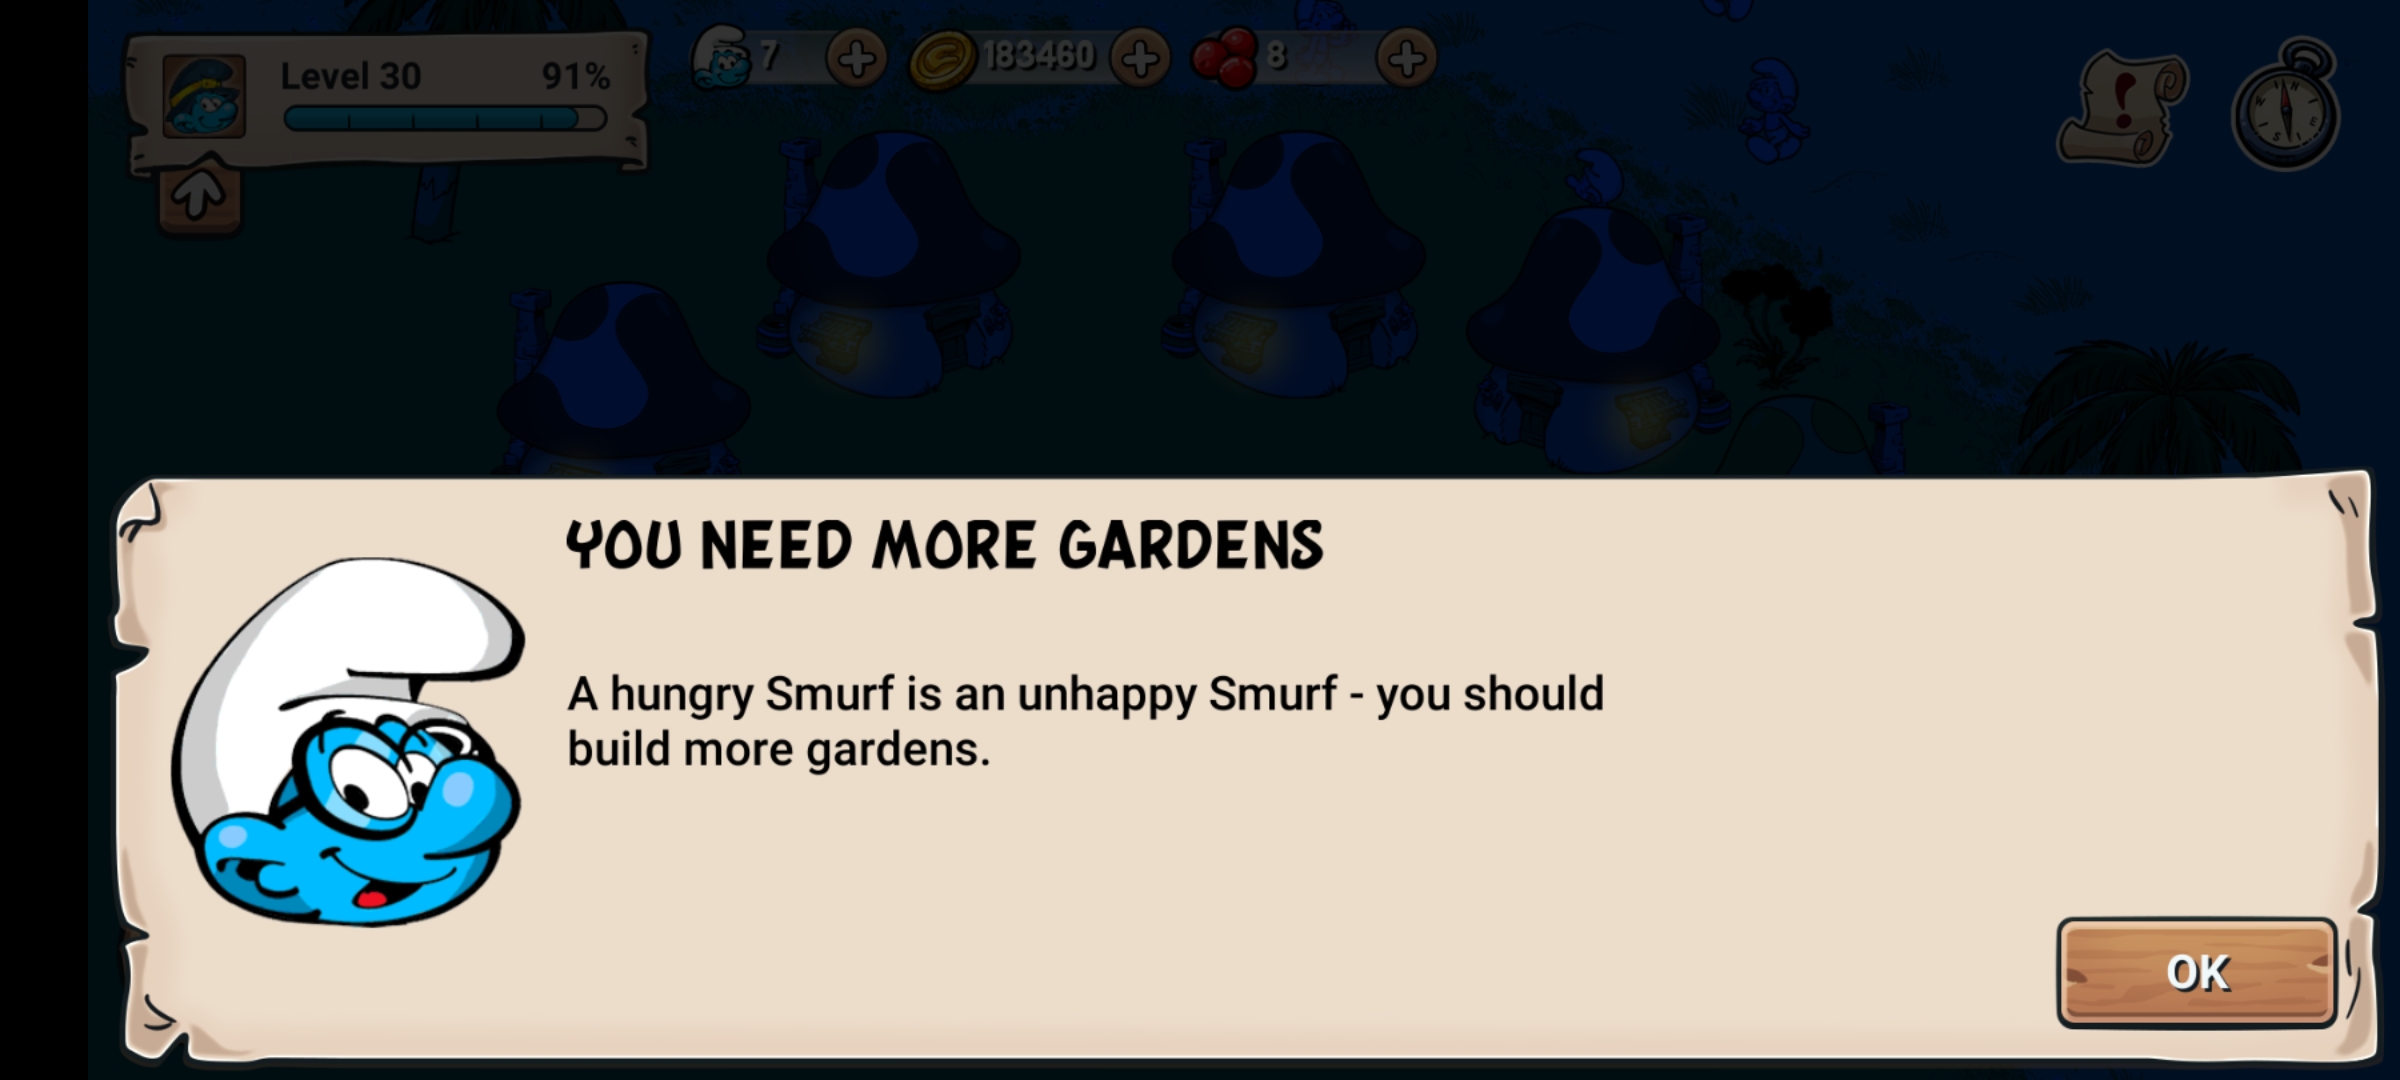 Level 30 91%
7
183460
8
YOU NEED MORE GARDENS
A hungry Smurf is an unhappy Smurf - you should
build more gardens.
OK